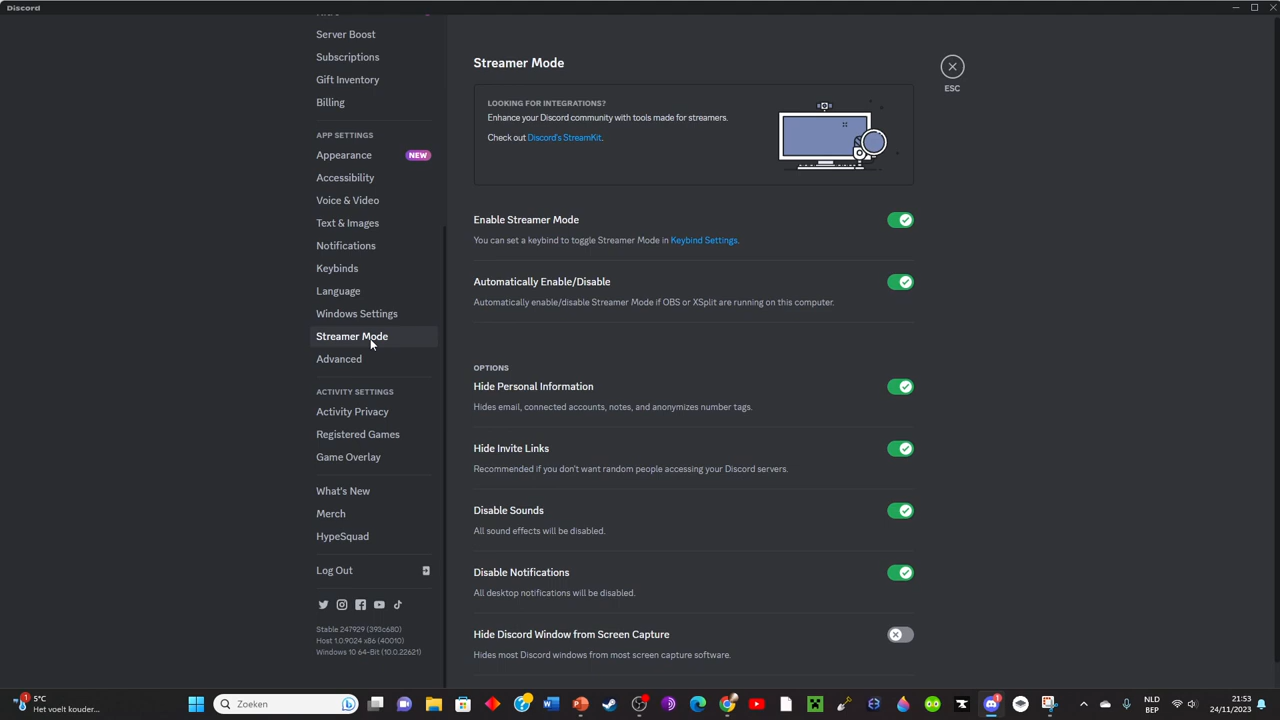 Discord
Server Boost
Subscriptions
Gift Inventory
Billing
APP SETTINGS
Appearance NEW
Accessibility
Voice & Video
Text & Images
Notifications
Keybinds
Language
Windows Settings
Streamer Mode
Advanced
ACTIVITY SETTINGS
Activity Privacy
Registered Games
Game Overlay
What's New
Merch
HypeSquad
Log Out
Stable 247929 (393c680)
Host 1.0.9024 x86 (40010)
Windows 10 64-Bit (10.0.22621)
Streamer Mode
ESC
LOOKING FOR INTEGRATIONS?
Enhance your Discord community with tools made for streamers.
Check out Discord's StreamKit.
Enable Streamer Mode
You can set a keybind to toggle Streamer Mode in Keybind Settings.
Automatically Enable/Disable
Automatically enable/disable Streamer Mode if OBS or XSplit are running on this computer.
OPTIONS
Hide Personal Information
Hides email, connected accounts, notes, and anonymizes number tags.
Hide Invite Links
Recommended if you don't want random people accessing your Discord servers.
Disable Sounds
All sound effects will be disabled.
Disable Notifications
All desktop notifications will be disabled.
Hide Discord Window from Screen Capture
Hides most Discord windows from most screen capture software.
1
5°C
Het voelt kouder...
Zoeken
1
NLD
BEP
21:53
24/11/2023